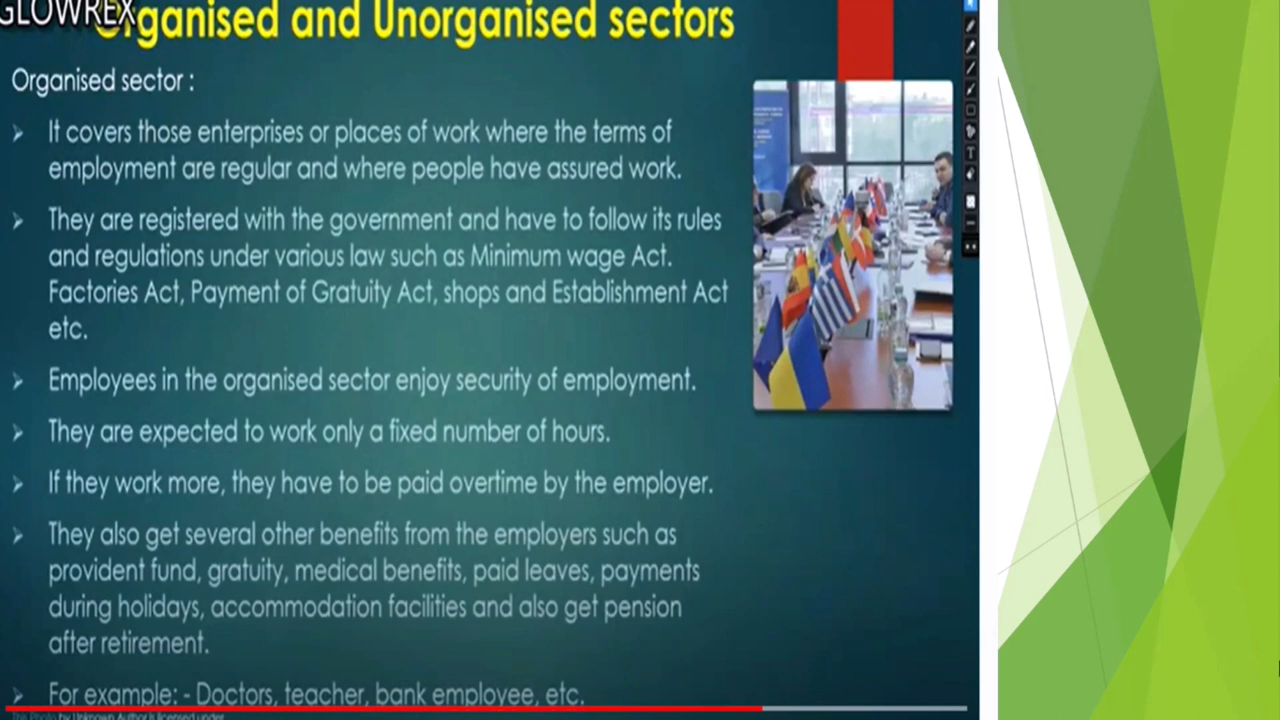 GLOWREX
Organised and Unorganised sectors
Organised sector :
It covers those enterprises or places of work where the terms of
employment are regular and where people have assured work.
They are registered with the government and have to follow its rules
and regulations under various law such as Minimum wage Act.
Factories Act, Payment of Gratuity Act, shops and Establishment Act
etc.
Employees in the organised sector enjoy security of employment.
They are expected to work only a fixed number of hours.
If they work more, they have to be paid overtime by the employer.
They also get several other benefits from the employers such as
provident fund, gratuity, medical benefits, paid leaves, payments
during holidays, accommodation facilities and also get pension
after retirement.
For example: - Doctors, teacher, bank employee, etc.
The Photo by Unknown Author is licensed under